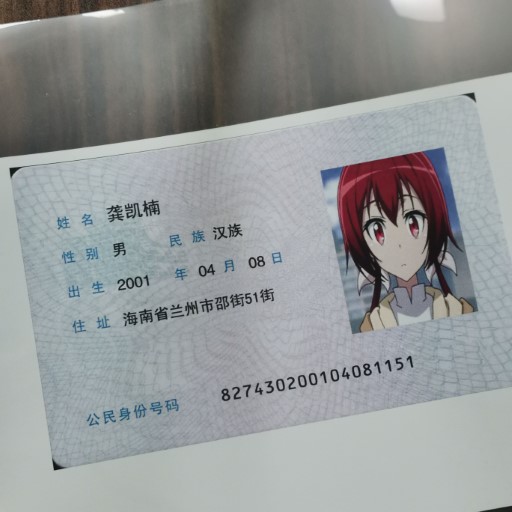 姓名 龚凯楠
性别 男 民族 汉族
出生 2001 年 04 月 08 日
住址 海南省兰州市邵街51街
公民身份号码 827430200104081151